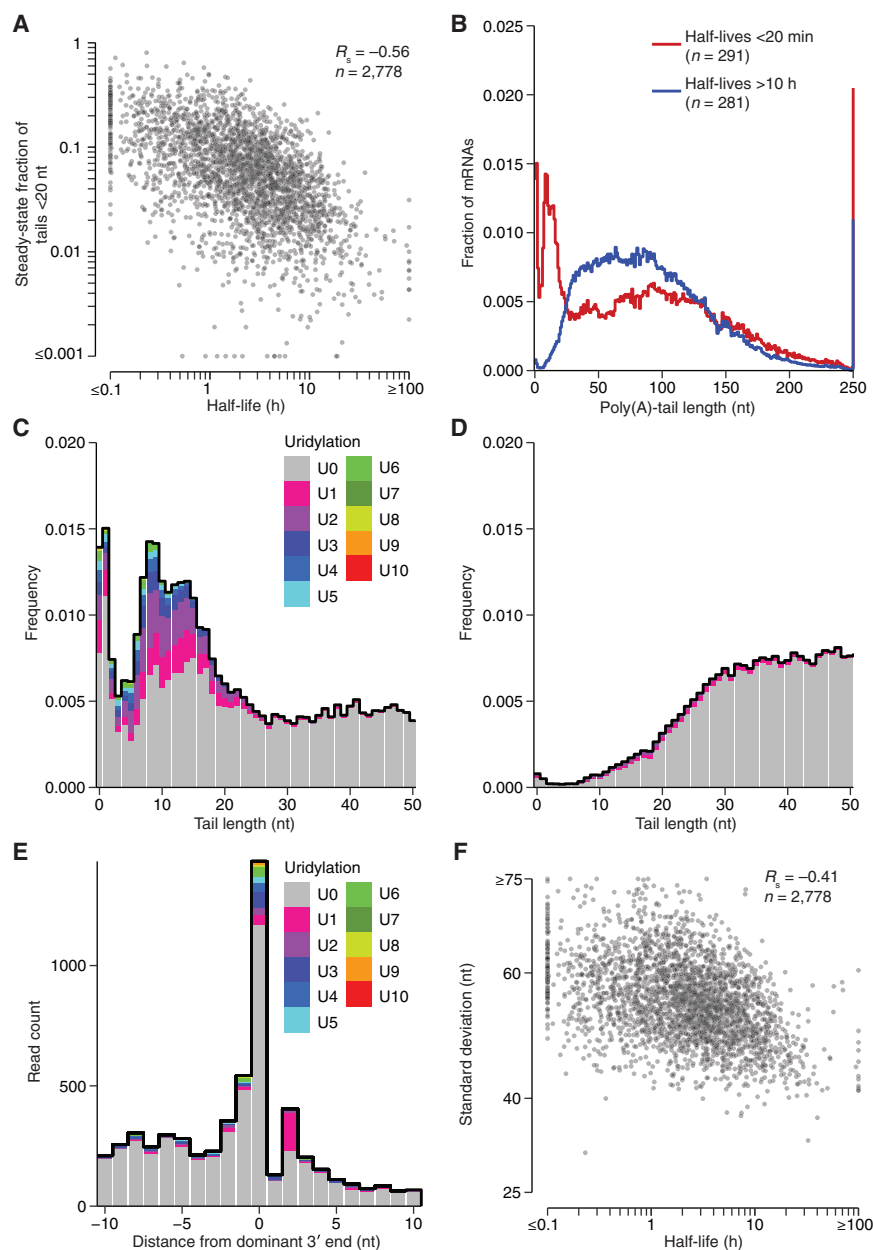 A
Steady-state fraction of
tails <20 nt
1
0.1
0.01
≤0.001
Rs = −0.56
n = 2,778
≤0.1
1
10
≥100
Half-life (h)
B
Fraction of mRNAs
0.025
0.020
0.015
0.010
0.005
0.000
Half-lives <20 min
(n = 291)
Half-lives >10 h
(n = 281)
0
50
100
150
200
250
Poly(A)-tail length (nt)
C
Frequency
0.020
0.015
0.010
0.005
0.000
Uridylation
U0
U1
U2
U3
U4
U5
U6
U7
U8
U9
U10
0
10
20
30
40
50
Tail length (nt)
D
Frequency
0.020
0.015
0.010
0.005
0.000
0
10
20
30
40
50
Tail length (nt)
E
Read count
1000
500
0
Uridylation
U0
U1
U2
U3
U4
U5
U6
U7
U8
U9
U10
−10
−5
0
5
10
Distance from dominant 3′ end (nt)
F
Standard deviation (nt)
≥75
60
40
25
Rs = −0.41
n = 2,778
≤0.1
1
10
≥100
Half-life (h)